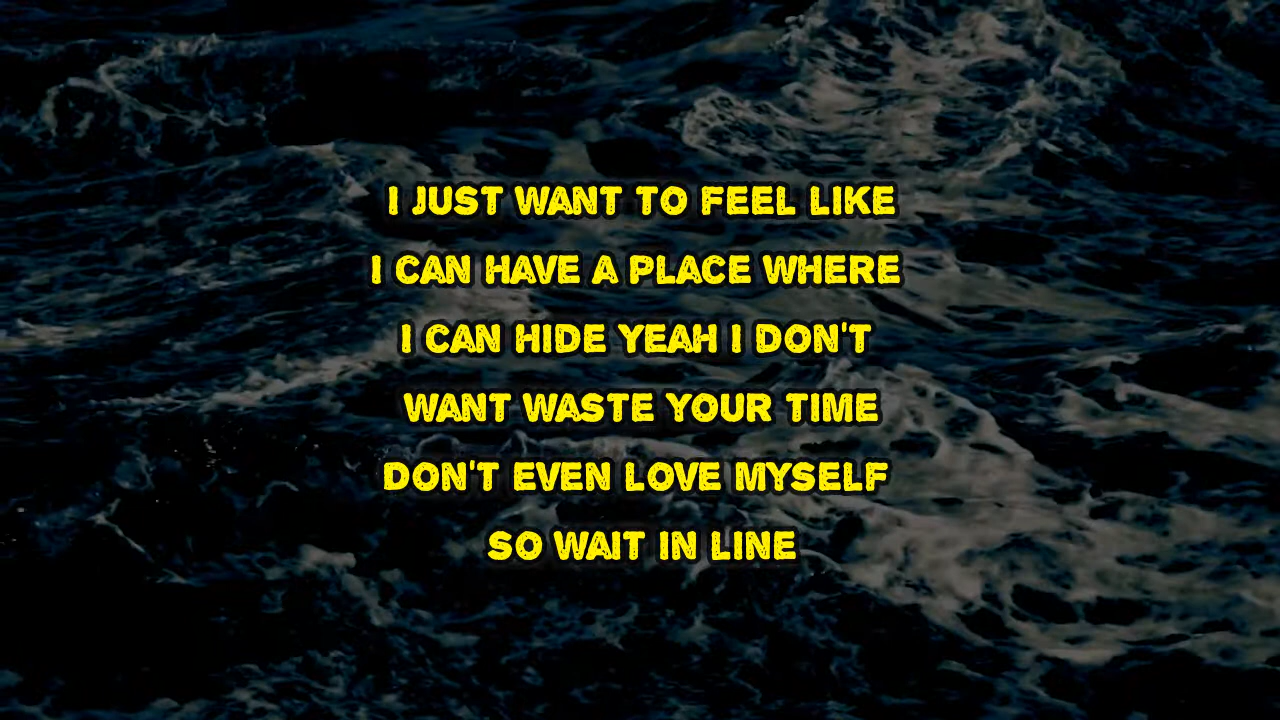 I JUST WANT TO FEEL LIKE
I CAN HAVE A PLACE WHERE
I CAN HIDE YEAH I DON'T
WANT WASTE YOUR TIME
DON'T EVEN LOVE MYSELF
SO WAIT IN LINE